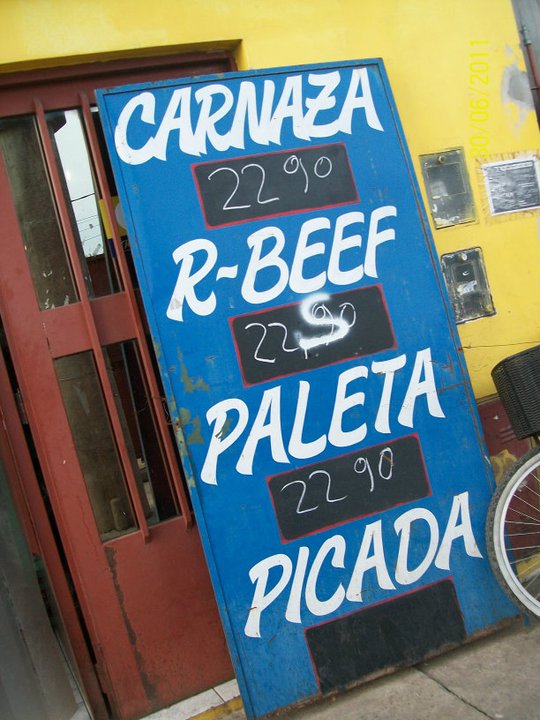 CARNAZA
22 90
R-BEEF
22 90
S
PALETA
22 90
PICADA
30/06/2011